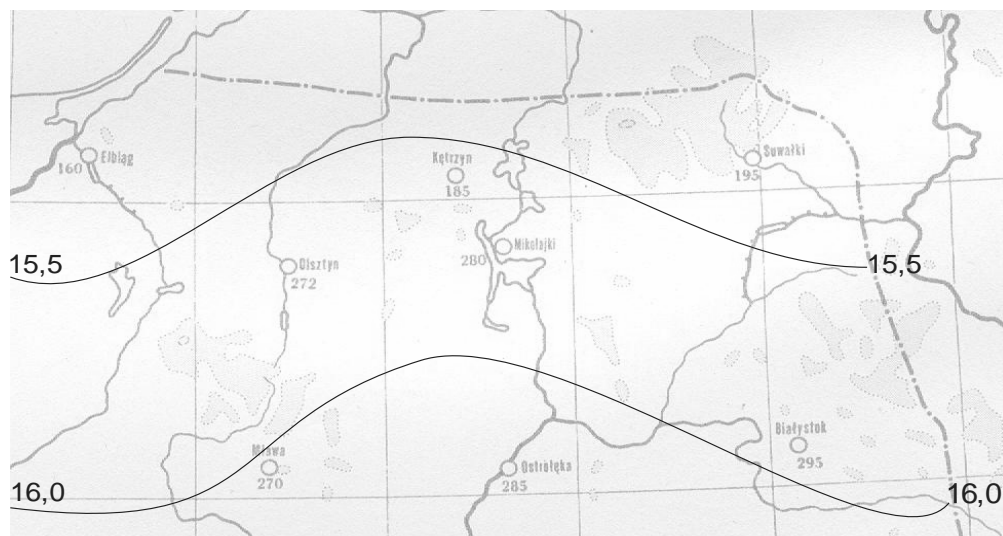 Elbląg
160
Kętrzyn
185
Suwałki
195
15,5
Olsztyn
272
Mikołajki
280
15,5
Mława
270
Ostrołęka
285
Białystok
295
16,0
16,0